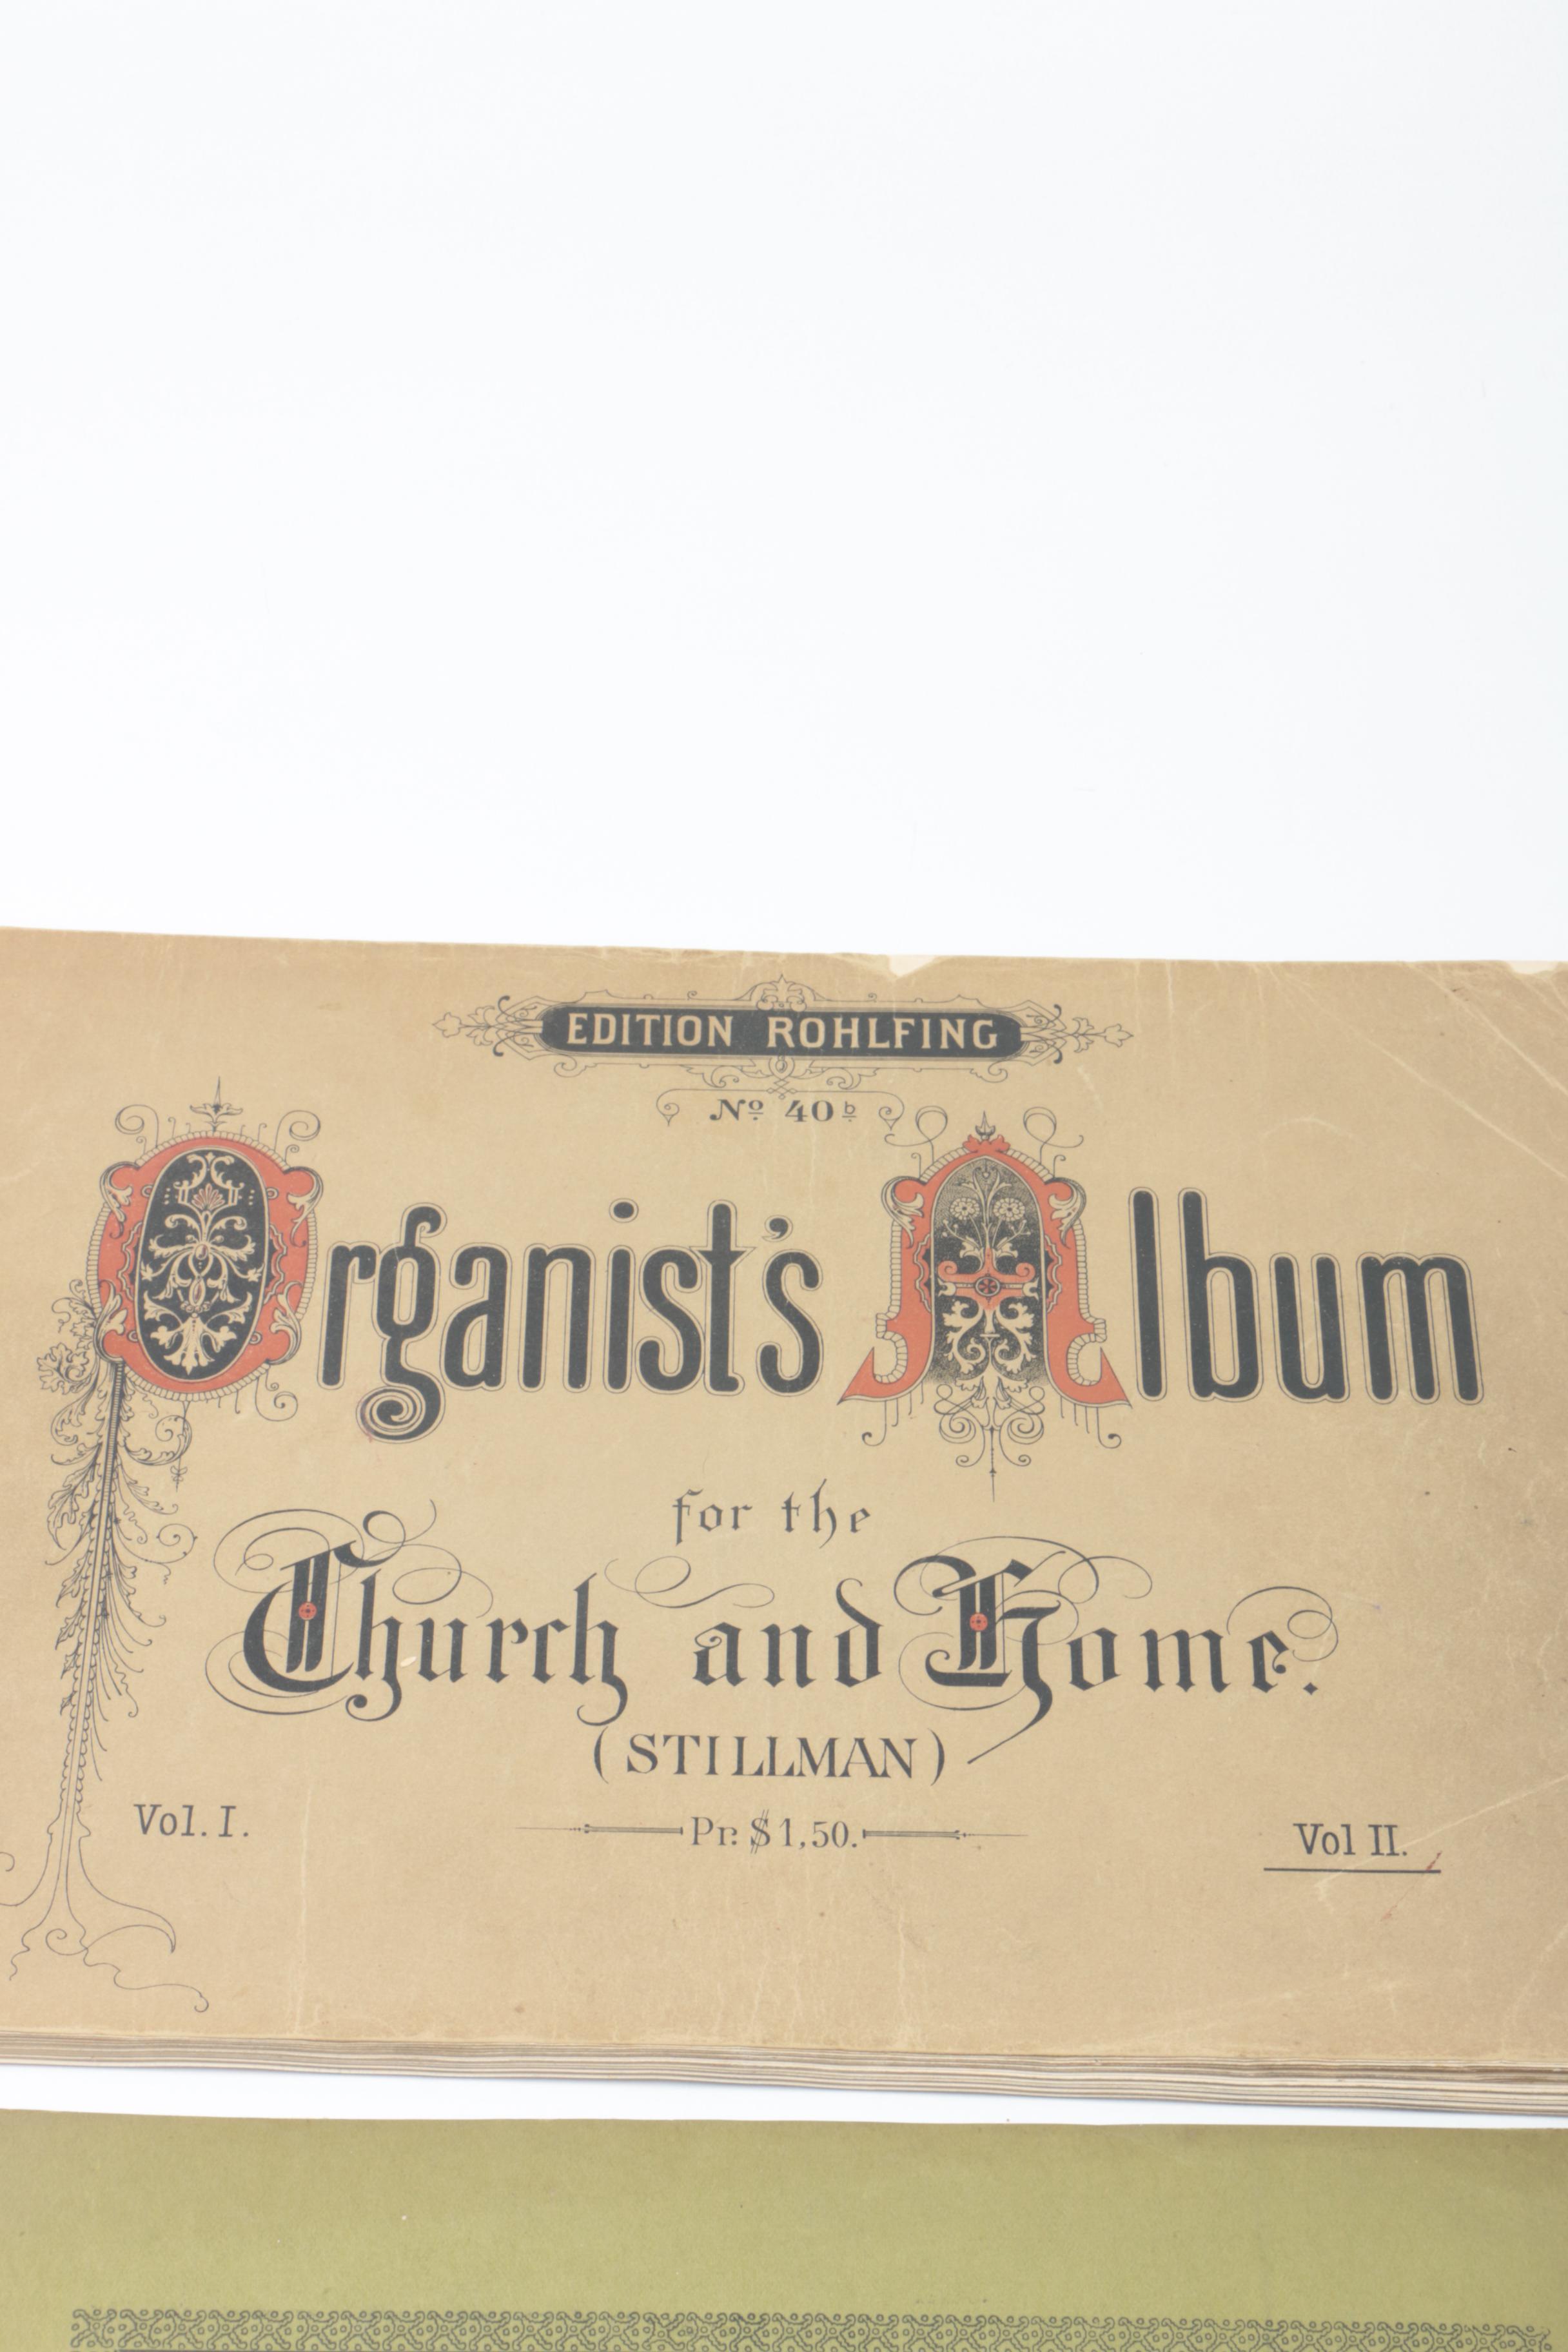 EDITION ROHLFING
No. 40b
Organist's Album
for the
Church and Home.
(STILLMAN)
Vol. I.
Pr. $1,50.
Vol II.